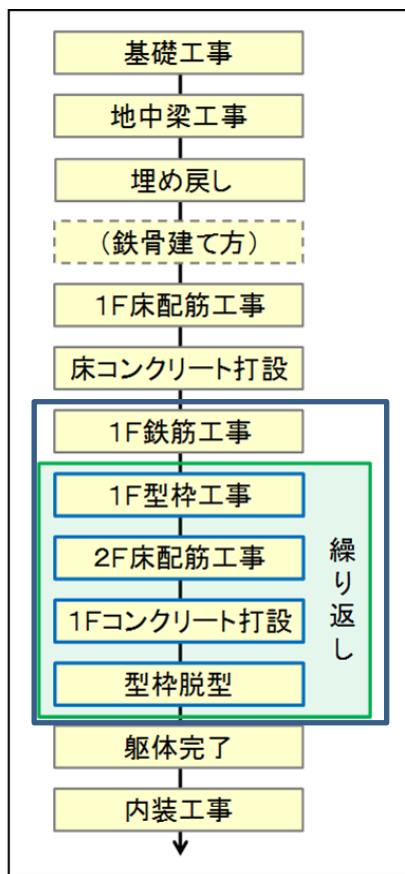 基礎工事
地中梁工事
埋め戻し
（鉄骨建て方）
1F床配筋工事
床コンクリート打設
1F鉄筋工事
1F型枠工事
2F床配筋工事
1Fコンクリート打設
型枠脱型
繰り返し
躯体完了
内装工事